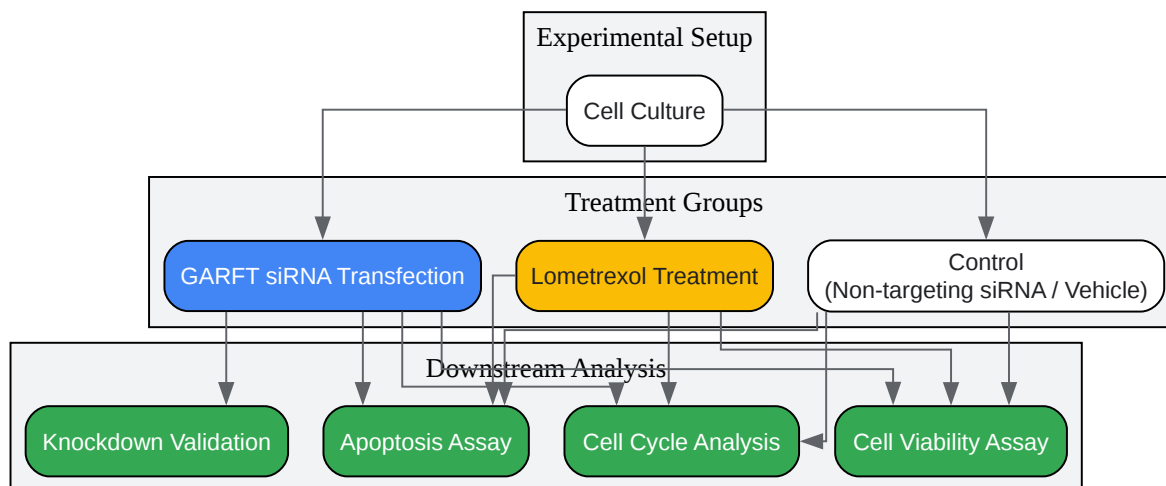 Experimental Setup
Cell Culture
Treatment Groups
GARFT siRNA Transfection
Lometrexol Treatment
Control
(Non-targeting siRNA / Vehicle)
Downstream Analysis
Knockdown Validation
Apoptosis Assay
Cell Cycle Analysis
Cell Viability Assay